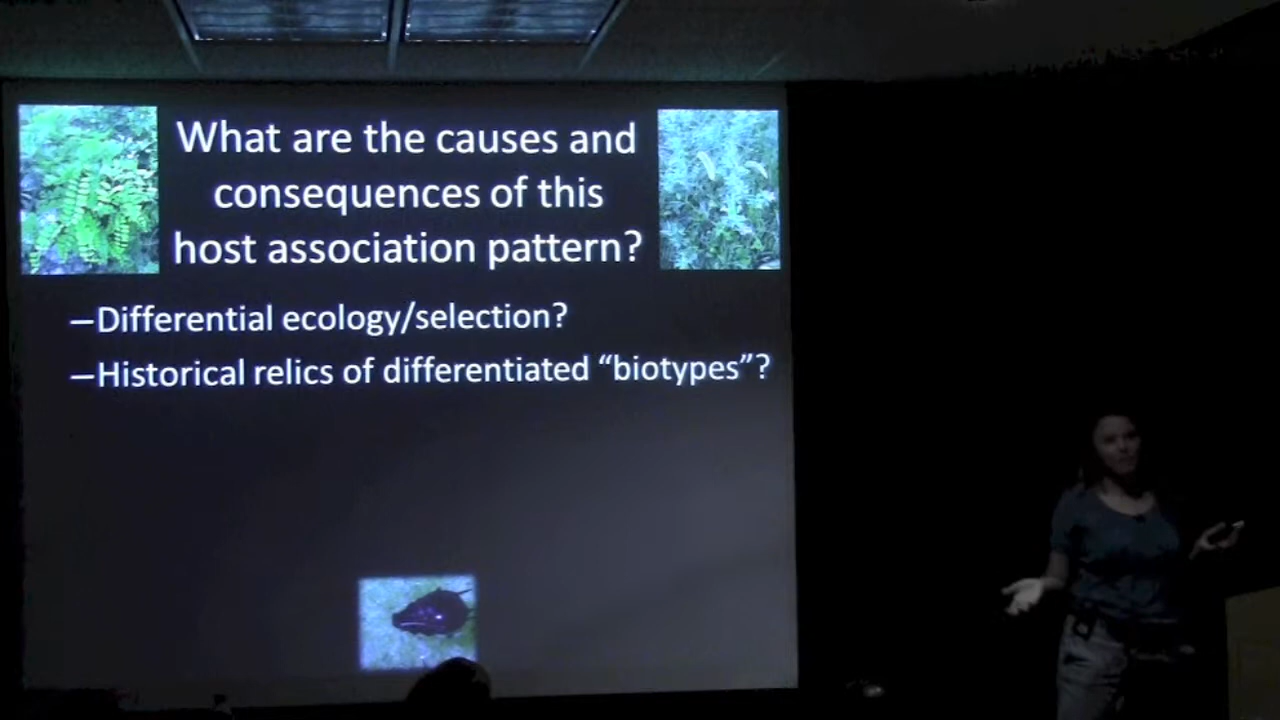 What are the causes and
consequences of this
host association pattern?
–Differential ecology/selection?
–Historical relics of differentiated “biotypes”?